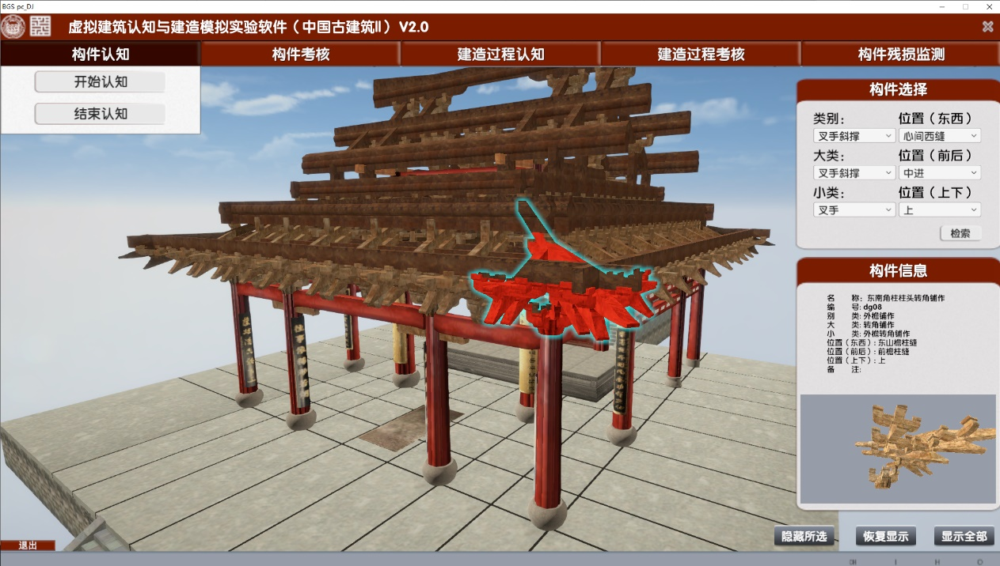 BGS pc_DJ
虚拟建筑认知与建造模拟实验软件（中国古建筑II）V2.0
构件认知
构件考核
建造过程认知
建造过程考核
构件残损监测
开始认知
结束认知
构件选择
类别：
位置（东西）
叉手斜撑
心间西缝
大类：
位置（前后）
叉手斜撑
中进
小类：
位置（上下）
叉手
上
检索
构件信息
名 称：东南角柱柱头转角铺作
编 号：dg08
别 类：外檐铺作
大 类：转角铺作
小 类：外檐转角铺作
位置（东西）：东山檐柱缝
位置（前后）：前檐柱缝
位置（上下）：上
备 注：
隐藏所选
恢复显示
显示全部
退出